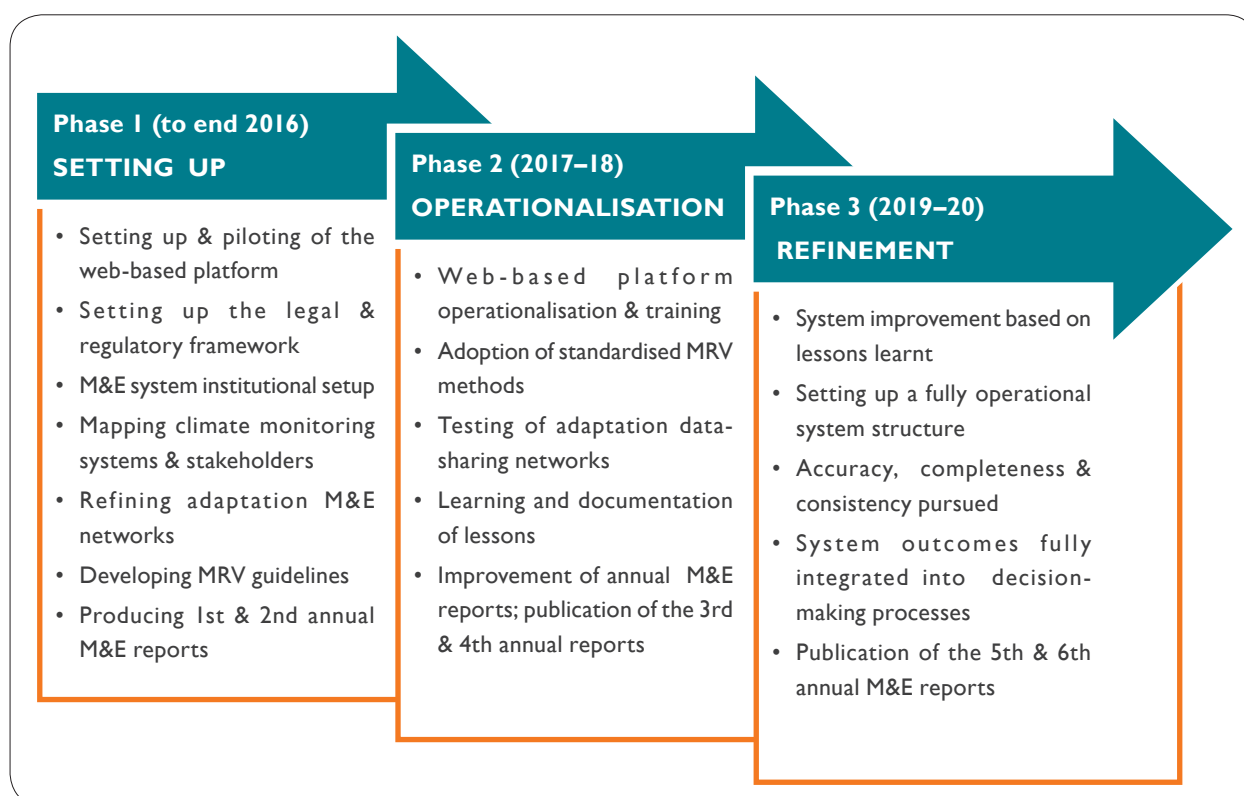 Phase 1 (to end 2016)
SETTING UP
• Setting up & piloting of the
web-based platform
• Setting up the legal &
regulatory framework
• M&E system institutional setup
• Mapping climate monitoring
systems & stakeholders
• Refining adaptation M&E
networks
• Developing MRV guidelines
• Producing 1st & 2nd annual
M&E reports
Phase 2 (2017–18)
OPERATIONALISATION
• Web-based platform
operationalisation & training
• Adoption of standardised MRV
methods
• Testing of adaptation data-
sharing networks
• Learning and documentation
of lessons
• Improvement of annual M&E
reports; publication of the 3rd
& 4th annual reports
Phase 3 (2019–20)
REFINEMENT
• System improvement based on
lessons learnt
• Setting up a fully operational
system structure
• Accuracy, completeness &
consistency pursued
• System outcomes fully
integrated into decision-
making processes
• Publication of the 5th & 6th
annual M&E reports